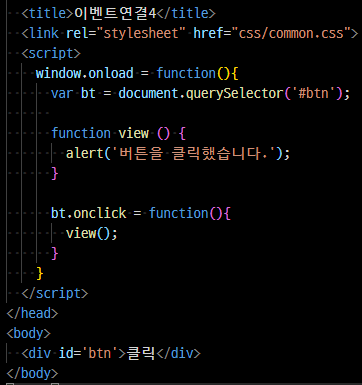 <title>이벤트연결4</title>
<link rel="stylesheet" href="css/common.css">
<script>
window.onload = function(){
var bt = document.querySelector('#btn');
function view () {
alert('버튼을 클릭했습니다.');
}
bt.onclick = function(){
view();
}
}
</script>
</head>
<body>
<div id='btn'>클릭</div>
</body>